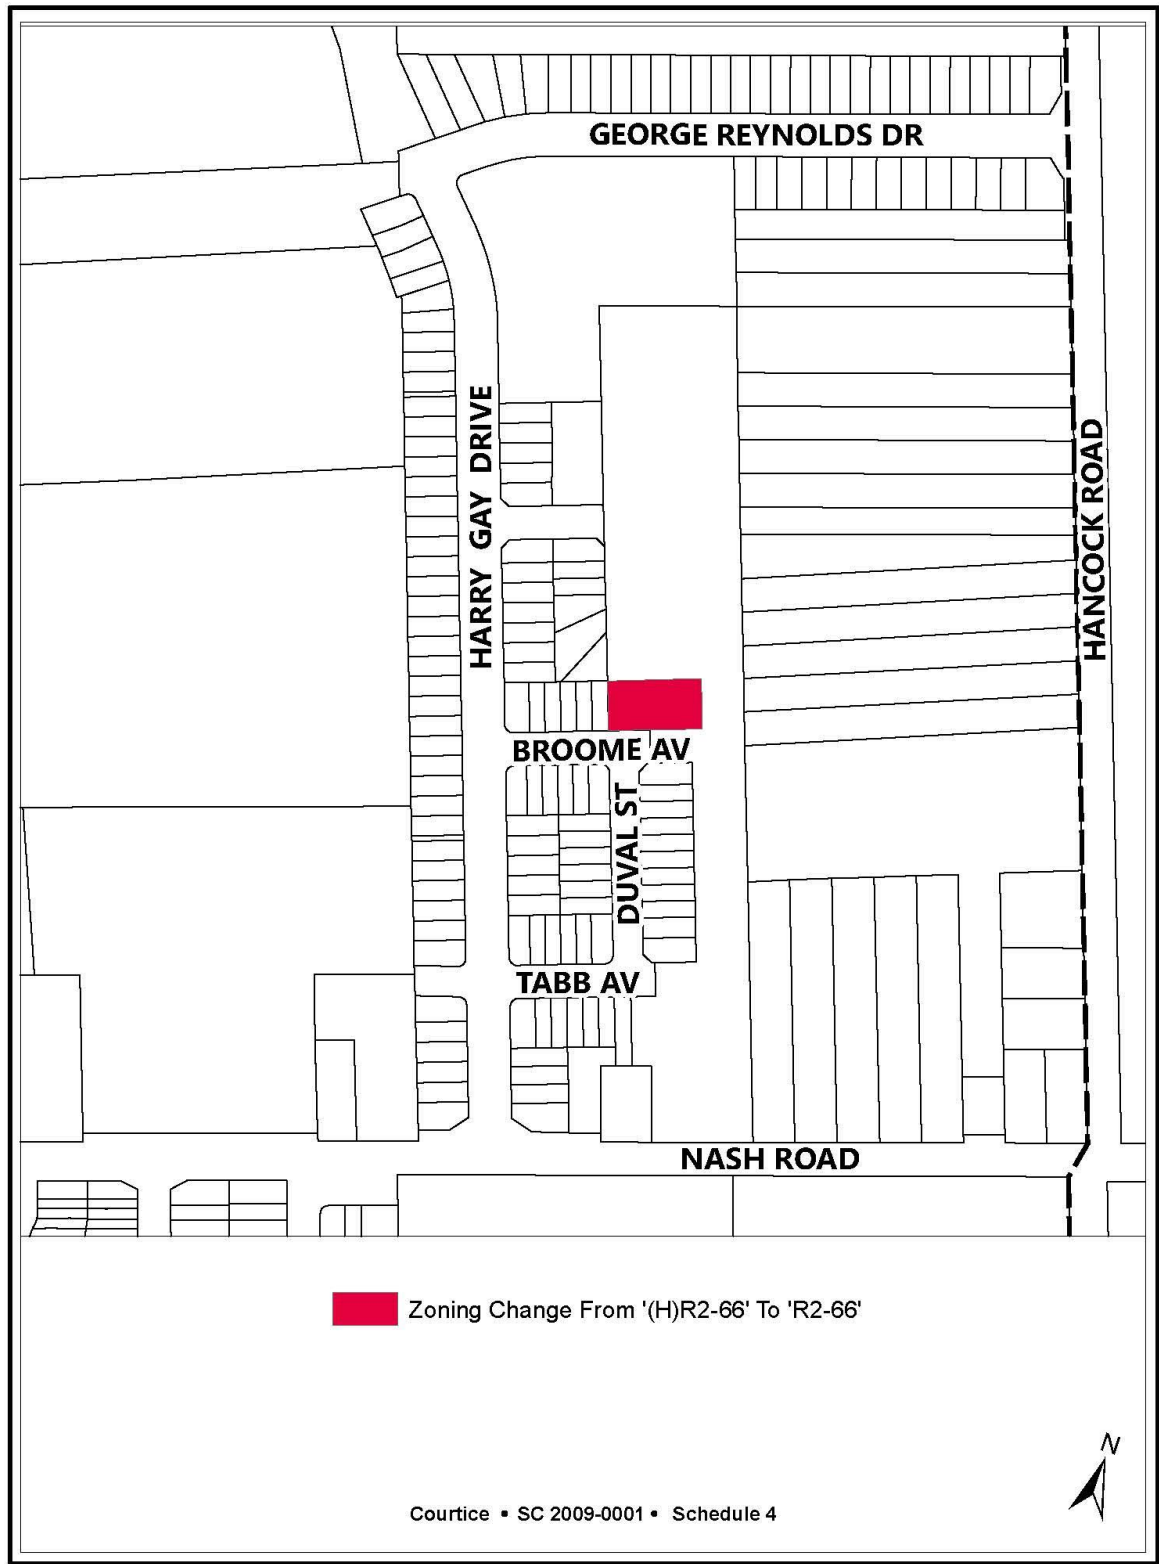 GEORGE REYNOLDS DR
HARRY GAY DRIVE
HANCOCK ROAD
BROOME AV
DUVAL ST
TABB AV
NASH ROAD
Zoning Change From '(H)R2-66' To 'R2-66'
N
Courtice • SC 2009-0001 • Schedule 4